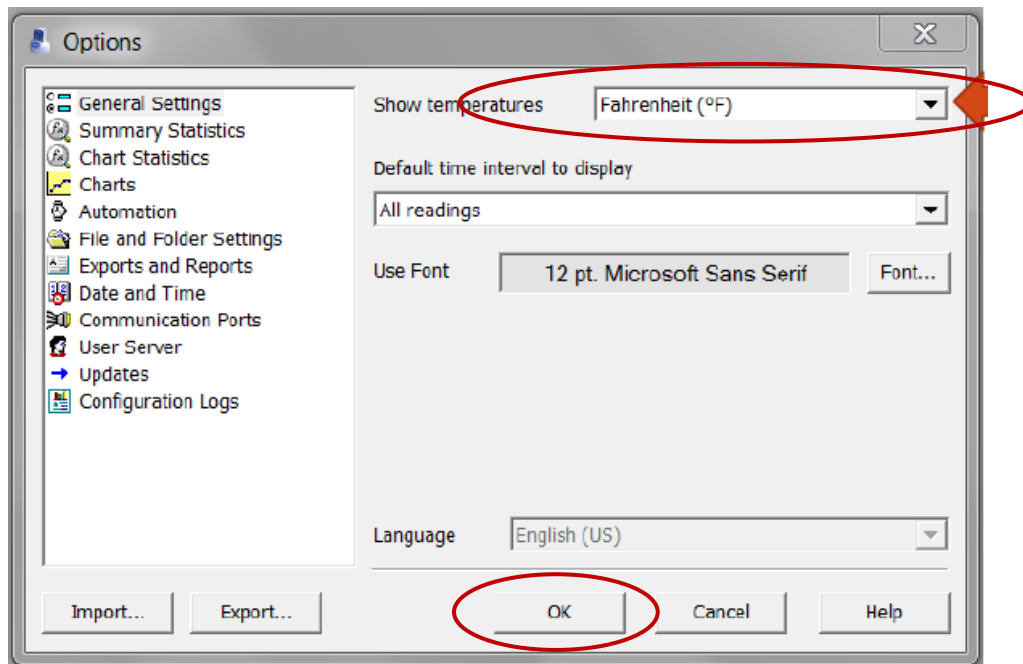 Options
General Settings
Summary Statistics
Chart Statistics
Charts
Automation
File and Folder Settings
Exports and Reports
Date and Time
Communication Ports
User Server
Updates
Configuration Logs
Show temperatures Fahrenheit (ºF)
Default time interval to display
All readings
Use Font 12 pt. Microsoft Sans Serif Font...
Language English (US)
Import... Export... OK Cancel Help